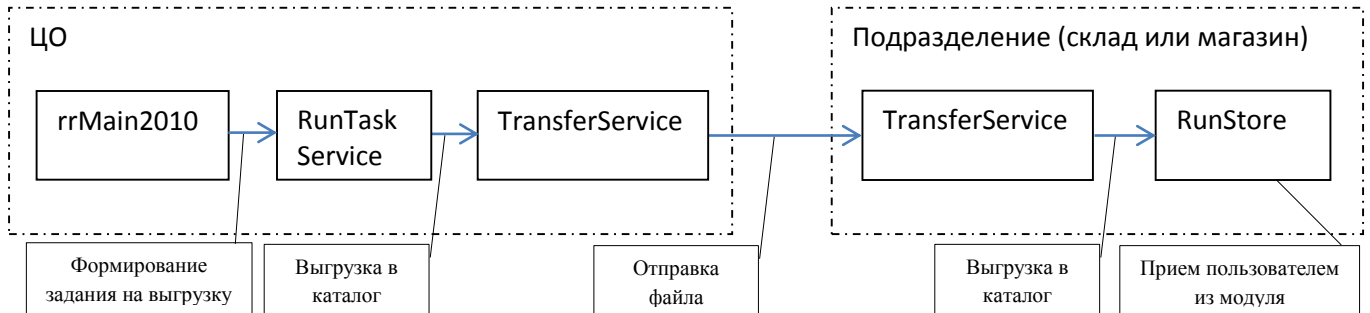 ЦО
Подразделение (склад или магазин)
rrMain2010
RunTask
Service
TransferService
TransferService
RunStore
Формирование
задания на выгрузку
Выгрузка в
каталог
Отправка
файла
Выгрузка в
каталог
Прием пользователем
из модуля